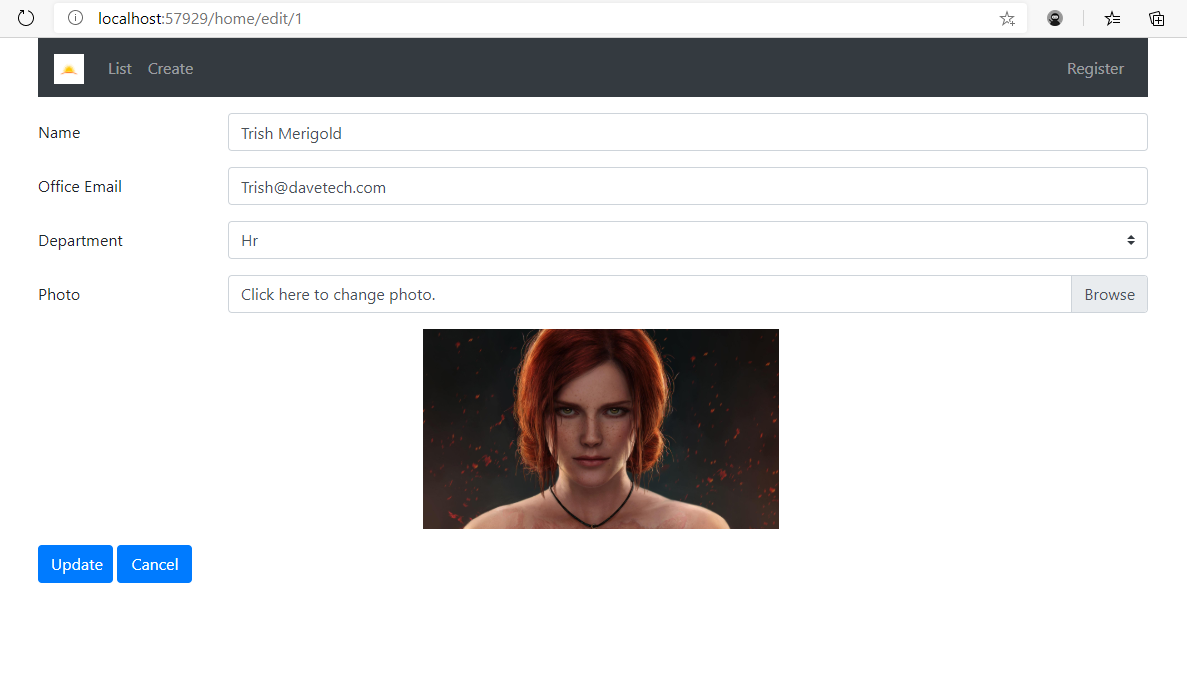 localhost:57929/home/edit/1
List Create Register
Name Trish Merigold
Office Email Trish@davetech.com
Department Hr
Photo Click here to change photo. Browse
Update Cancel